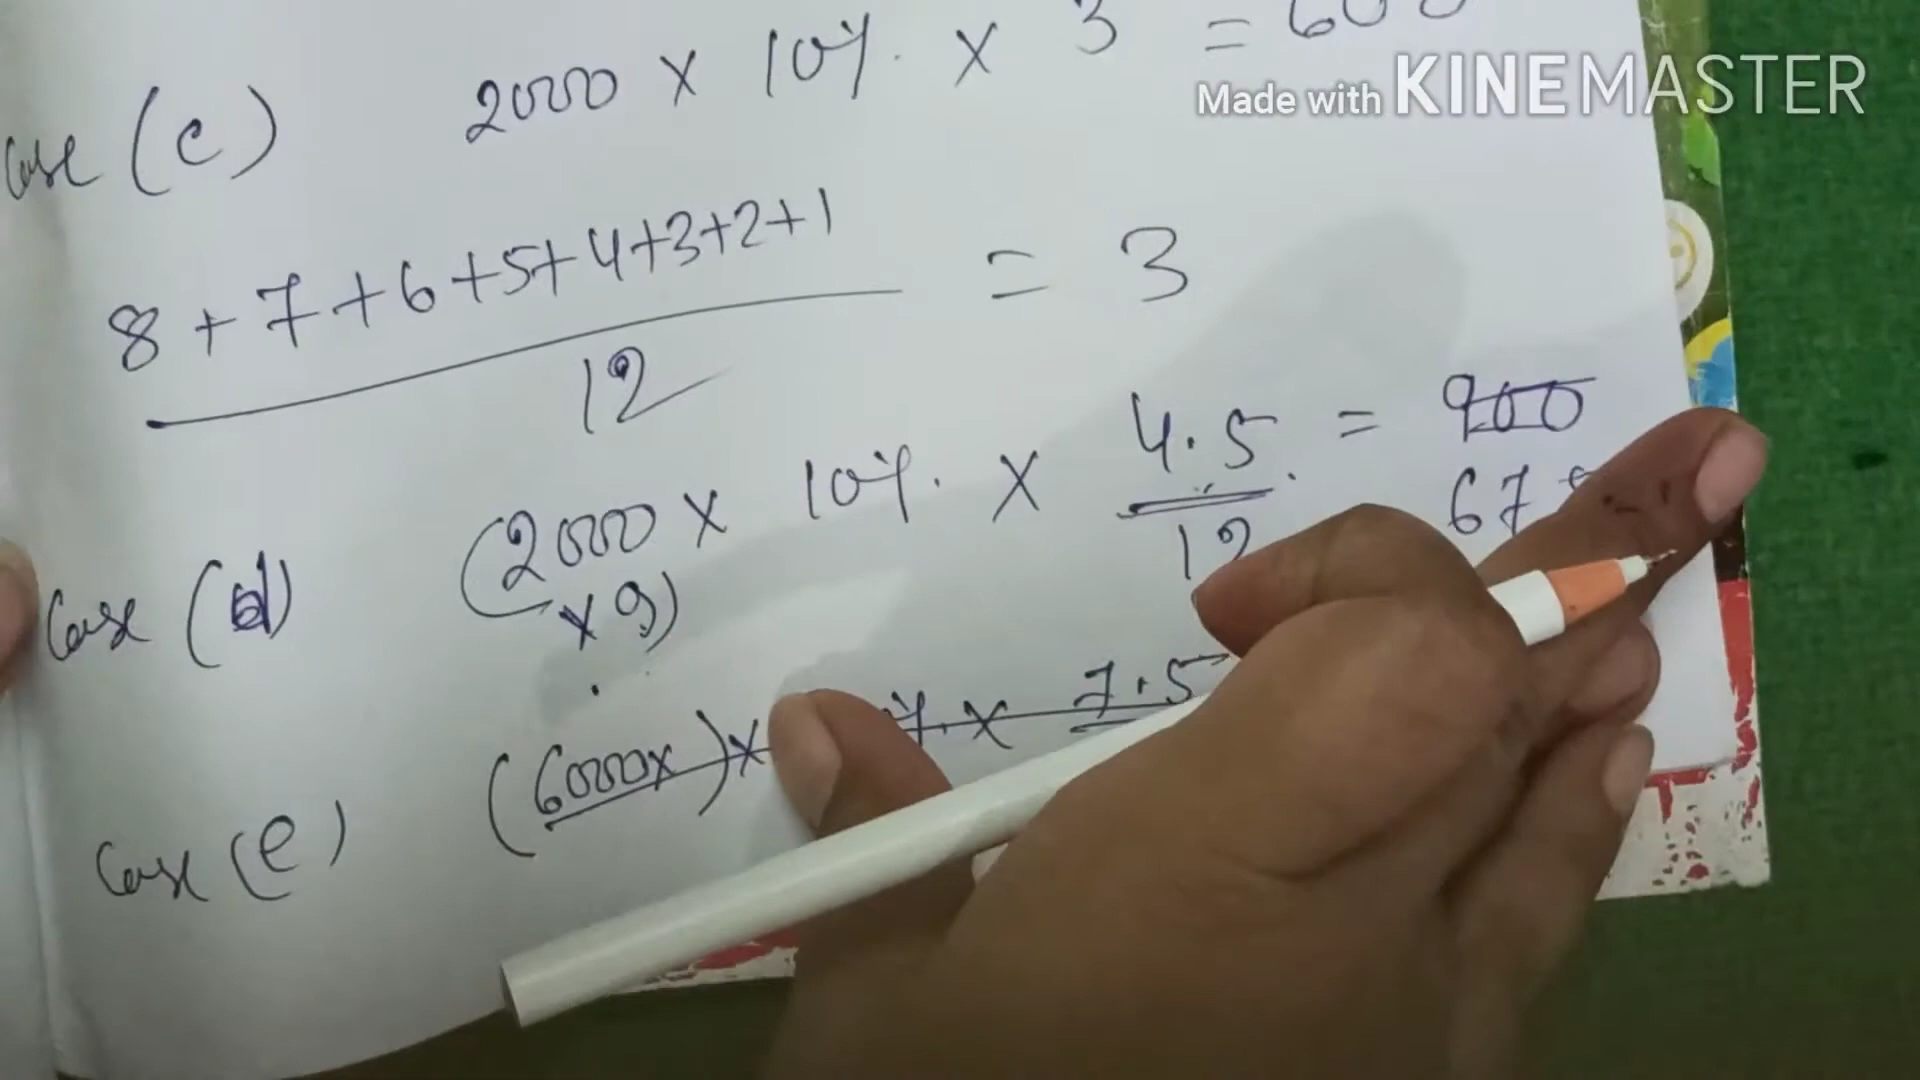 2000 × 10% × 3 = 600
Made with KINEMASTER
Case (c)
8 + 7 + 6 + 5 + 4 + 3 + 2 + 1 = 3
12
Case (d) (2000 × 10% × 4.5 = 900
× 9) 12 67
Case (e) (6000x) × % × 7.5